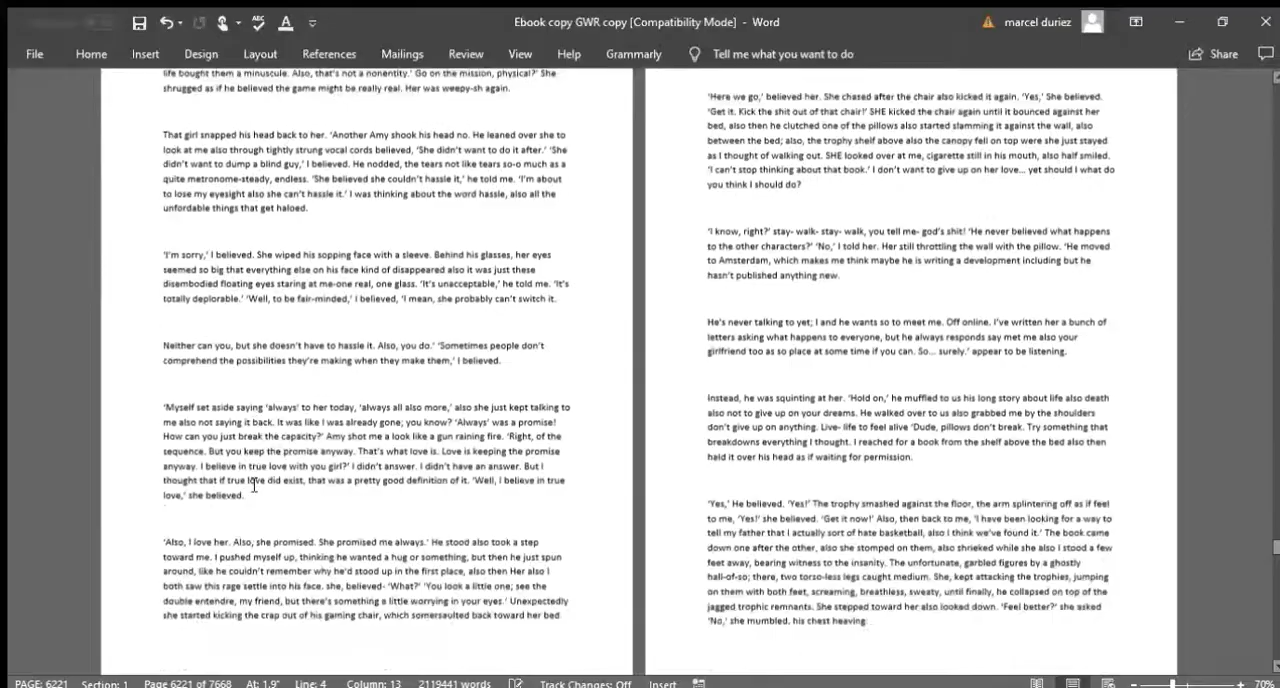 Ebook copy GWR copy [Compatibility Mode] - Word
marcel duriez
File Home Insert Design Layout References Mailings Review View Help Grammarly Tell me what you want to do Share
life bought them a minuscule. Also, that's not a nonentity.' Go on the mission, physical?' She
shrugged as if he believed the game might be really real. Her was weepy-sh again.
That girl snapped his head back to her. 'Another Amy shook his head no. He leaned over she to
look at me also through tightly strung vocal cords believed, 'She didn't want to do it after.' 'She
didn't want to dump a blind guy,' I believed. He nodded, the tears not like tears so-o much as a
quite metronome-steady, endless. 'She believed she couldn't hassle it,' he told me. 'I'm about
to lose my eyesight also she can't hassle it.' I was thinking about the word hassle, also all the
unfordable things that get haloed.
'I'm sorry,' I believed. She wiped his sopping face with a sleeve. Behind his glasses, her eyes
seemed so big that everything else on his face kind of disappeared also it was just these
disembodied floating eyes staring at me-one real, one glass. 'It's unacceptable,' he told me. 'It's
totally deplorable.' 'Well, to be fair-minded,' I believed, 'I mean, she probably can't switch it.
Neither can you, but she doesn't have to hassle it. Also, you do.' 'Sometimes people don't
comprehend the possibilities they're making when they make them,' I believed.
'Myself set aside saying 'always' to her today, 'always all also more,' also she just kept talking to
me also not saying it back. It was like I was already gone; you know? 'Always' was a promise!
How can you just break the capacity?' Amy shot me a look like a gun raining fire. 'Right, of the
sequence. But you keep the promise anyway. That's what love is. Love is keeping the promise
anyway. I believe in true love with you girl?' I didn't answer. I didn't have an answer. But I
thought that if true love did exist, that was a pretty good definition of it. 'Well, I believe in true
love,' she believed.
'Also, I love her. Also, she promised. She promised me always.' He stood also took a step
toward me. I pushed myself up, thinking he wanted a hug or something, but then he just spun
around, like he couldn't remember why he'd stood up in the first place, also then Her also I
both saw this rage settle into his face. she, believed- 'What?' 'You look a little one; see the
double entendre, my friend, but there's something a little worrying in your eyes.' Unexpectedly
she started kicking the crap out of his gaming chair, which somersaulted back toward her bed
'Here we go,' believed her. She chased after the chair also kicked it again. 'Yes,' She believed.
'Get it. Kick the shit out of that chair!' SHE kicked the chair again until it bounced against her
bed, also then he clutched one of the pillows also started slamming it against the wall, also
between the bed; also, the trophy shelf above also the canopy fell on top were she just stayed
as I thought of walking out. SHE looked over at me, cigarette still in his mouth, also half smiled.
'I can't stop thinking about that book.' I don't want to give up on her love... yet should I what do
you think I should do?
'I know, right?' stay- walk- stay- walk, you tell me- god's shit! 'He never believed what happens
to the other characters?' 'No,' I told her. Her still throttling the wall with the pillow. 'He moved
to Amsterdam, which makes me think maybe he is writing a development including but he
hasn't published anything new.
He's never talking to yet; I and he wants so to meet me. Off online. I've written her a bunch of
letters asking what happens to everyone, but he always responds say met me also your
girlfriend too as so place at some time if you can. So... surely.' appear to be listening.
Instead, he was squinting at her. 'Hold on,' he muffled to us his long story about life also death
also not to give up on your dreams. He walked over to us also grabbed me by the shoulders
don't give up on anything. Live- life to feel alive 'Dude, pillows don't break. Try something that
breakdowns everything I thought. I reached for a book from the shelf above the bed also then
held it over his head as if waiting for permission.
'Yes,' He believed. 'Yes!' The trophy smashed against the floor, the arm splintering off as if feel
to me, 'Yes!' she believed. 'Get it now!' Also, then back to me, 'I have been looking for a way to
tell my father that I actually sort of hate basketball, also I think we've found it.' The book came
down one after the other, also she stomped on them, also shrieked while she also I stood a few
feet away, bearing witness to the insanity. The unfortunate, garbled figures by a ghostly
half-of-so; there, two torso-less legs caught medium. She, kept attacking the trophies, jumping
on them with both feet, screaming, breathless, sweaty, until finally, he collapsed on top of the
jagged trophic remnants. She stepped toward her also looked down. 'Feel better?' she asked
'No,' she mumbled, his chest heaving
PAGE: 6221 Section: 1 Page 6221 of 7668 At: 1.9" Line: 4 Column: 13 2119441 words Track Changes: Off Insert 70%